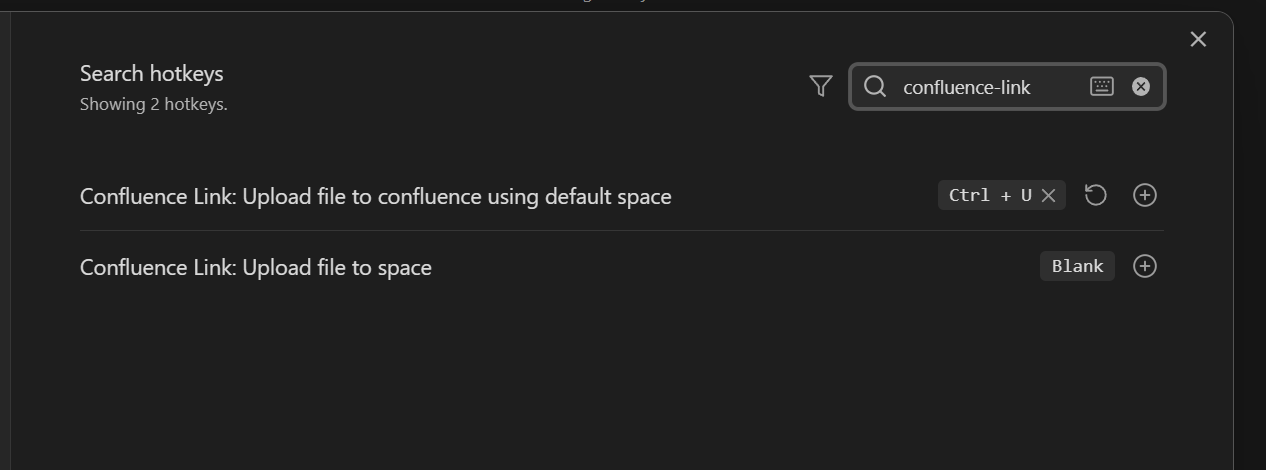 Search hotkeys
Showing 2 hotkeys.
confluence-link
Confluence Link: Upload file to confluence using default space
Ctrl + U
Confluence Link: Upload file to space
Blank